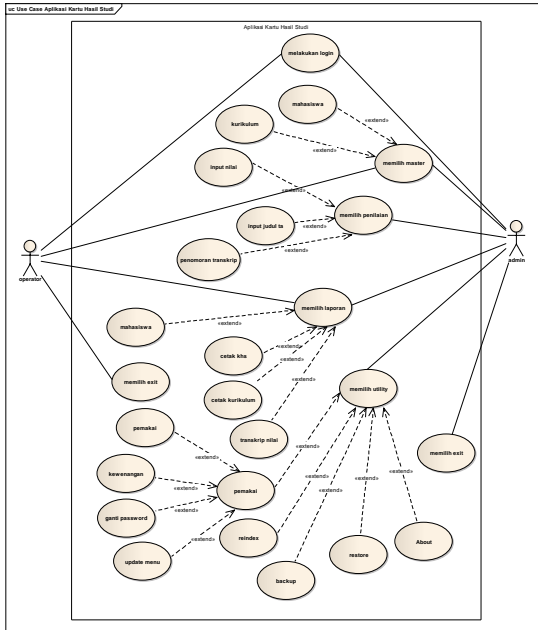 uc Use Case Aplikasi Kartu Hasil Studi
Aplikasi Kartu Hasil Studi
melakukan login
mahasiswa
«extend»
kurikulum
«extend»
memilih master
input nilai
«extend»
memilih penilaian
input judul ta
«extend»
penomoran transkrip
«extend»
operator
admin
memilih laporan
mahasiswa
«extend»
cetak khs
«extend»
«extend»
memilih exit
cetak kurikulum
«extend»
memilih utility
pemakai
transkrip nilai
«extend»
«extend»
memilih exit
kewenangan
«extend»
pemakai
«extend»
«extend»
«extend»
«extend»
ganti password
«extend»
reindex
About
update menu
«extend»
restore
backup